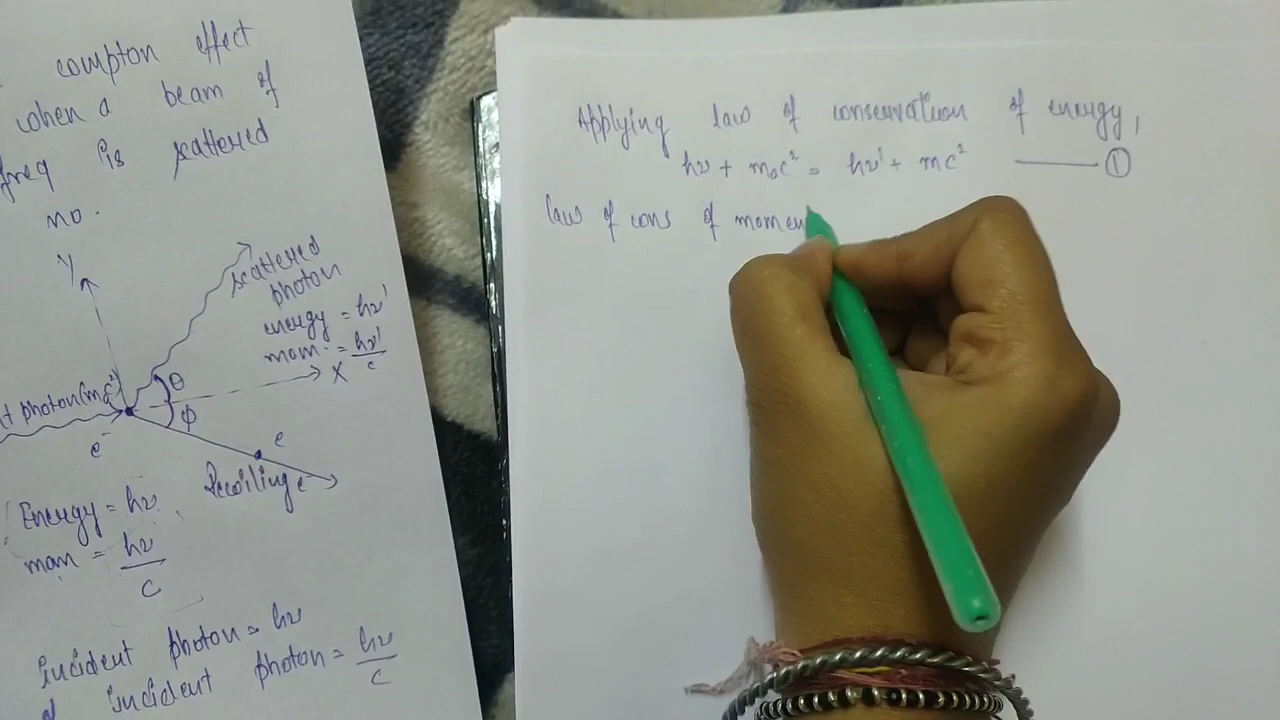 compton effect
when a beam of
freq is scattered
mo.
Y
scattered
photon
energy = hν'
mom. = hν'/c
X
θ
t photon(m₀c²)
φ
e⁻
e
Recoiling e⁻
Energy = hν
mom = hν/c
incident photon = hν
incident photon = hν/c
Applying law of conservation of energy,
hν + m₀c² = hν' + mc² ——— ①
law of cons of momen